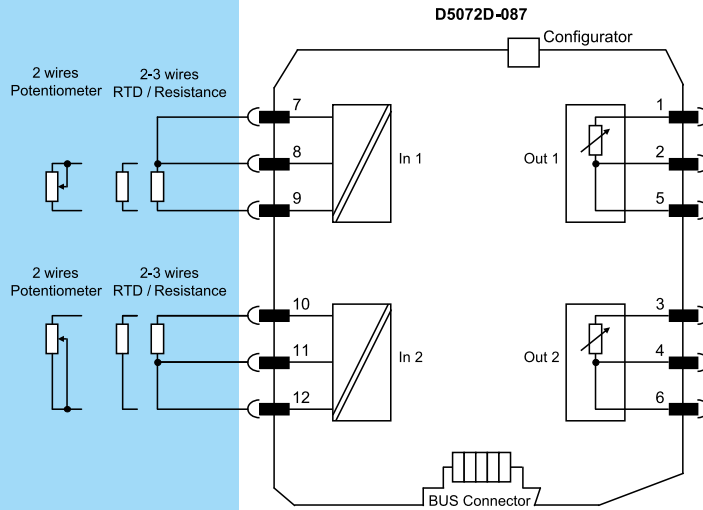 D5072D-087
Configurator
2 wires
Potentiometer
2-3 wires
RTD / Resistance
7
8
9
In 1
Out 1
1
2
5
2 wires
Potentiometer
2-3 wires
RTD / Resistance
10
11
12
In 2
Out 2
3
4
6
BUS Connector